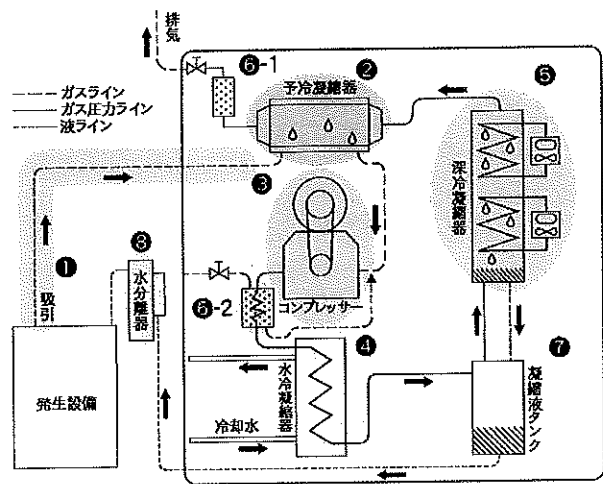 排気
❻-1
❷
予冷凝縮器
❺
ガスライン
ガス圧力ライン
液ライン
深冷凝縮器
❸
❶
吸引
❽
水分離器
❻-2
コンプレッサー
❹
水冷凝縮器
❼
凝縮液タンク
発生設備
冷却水